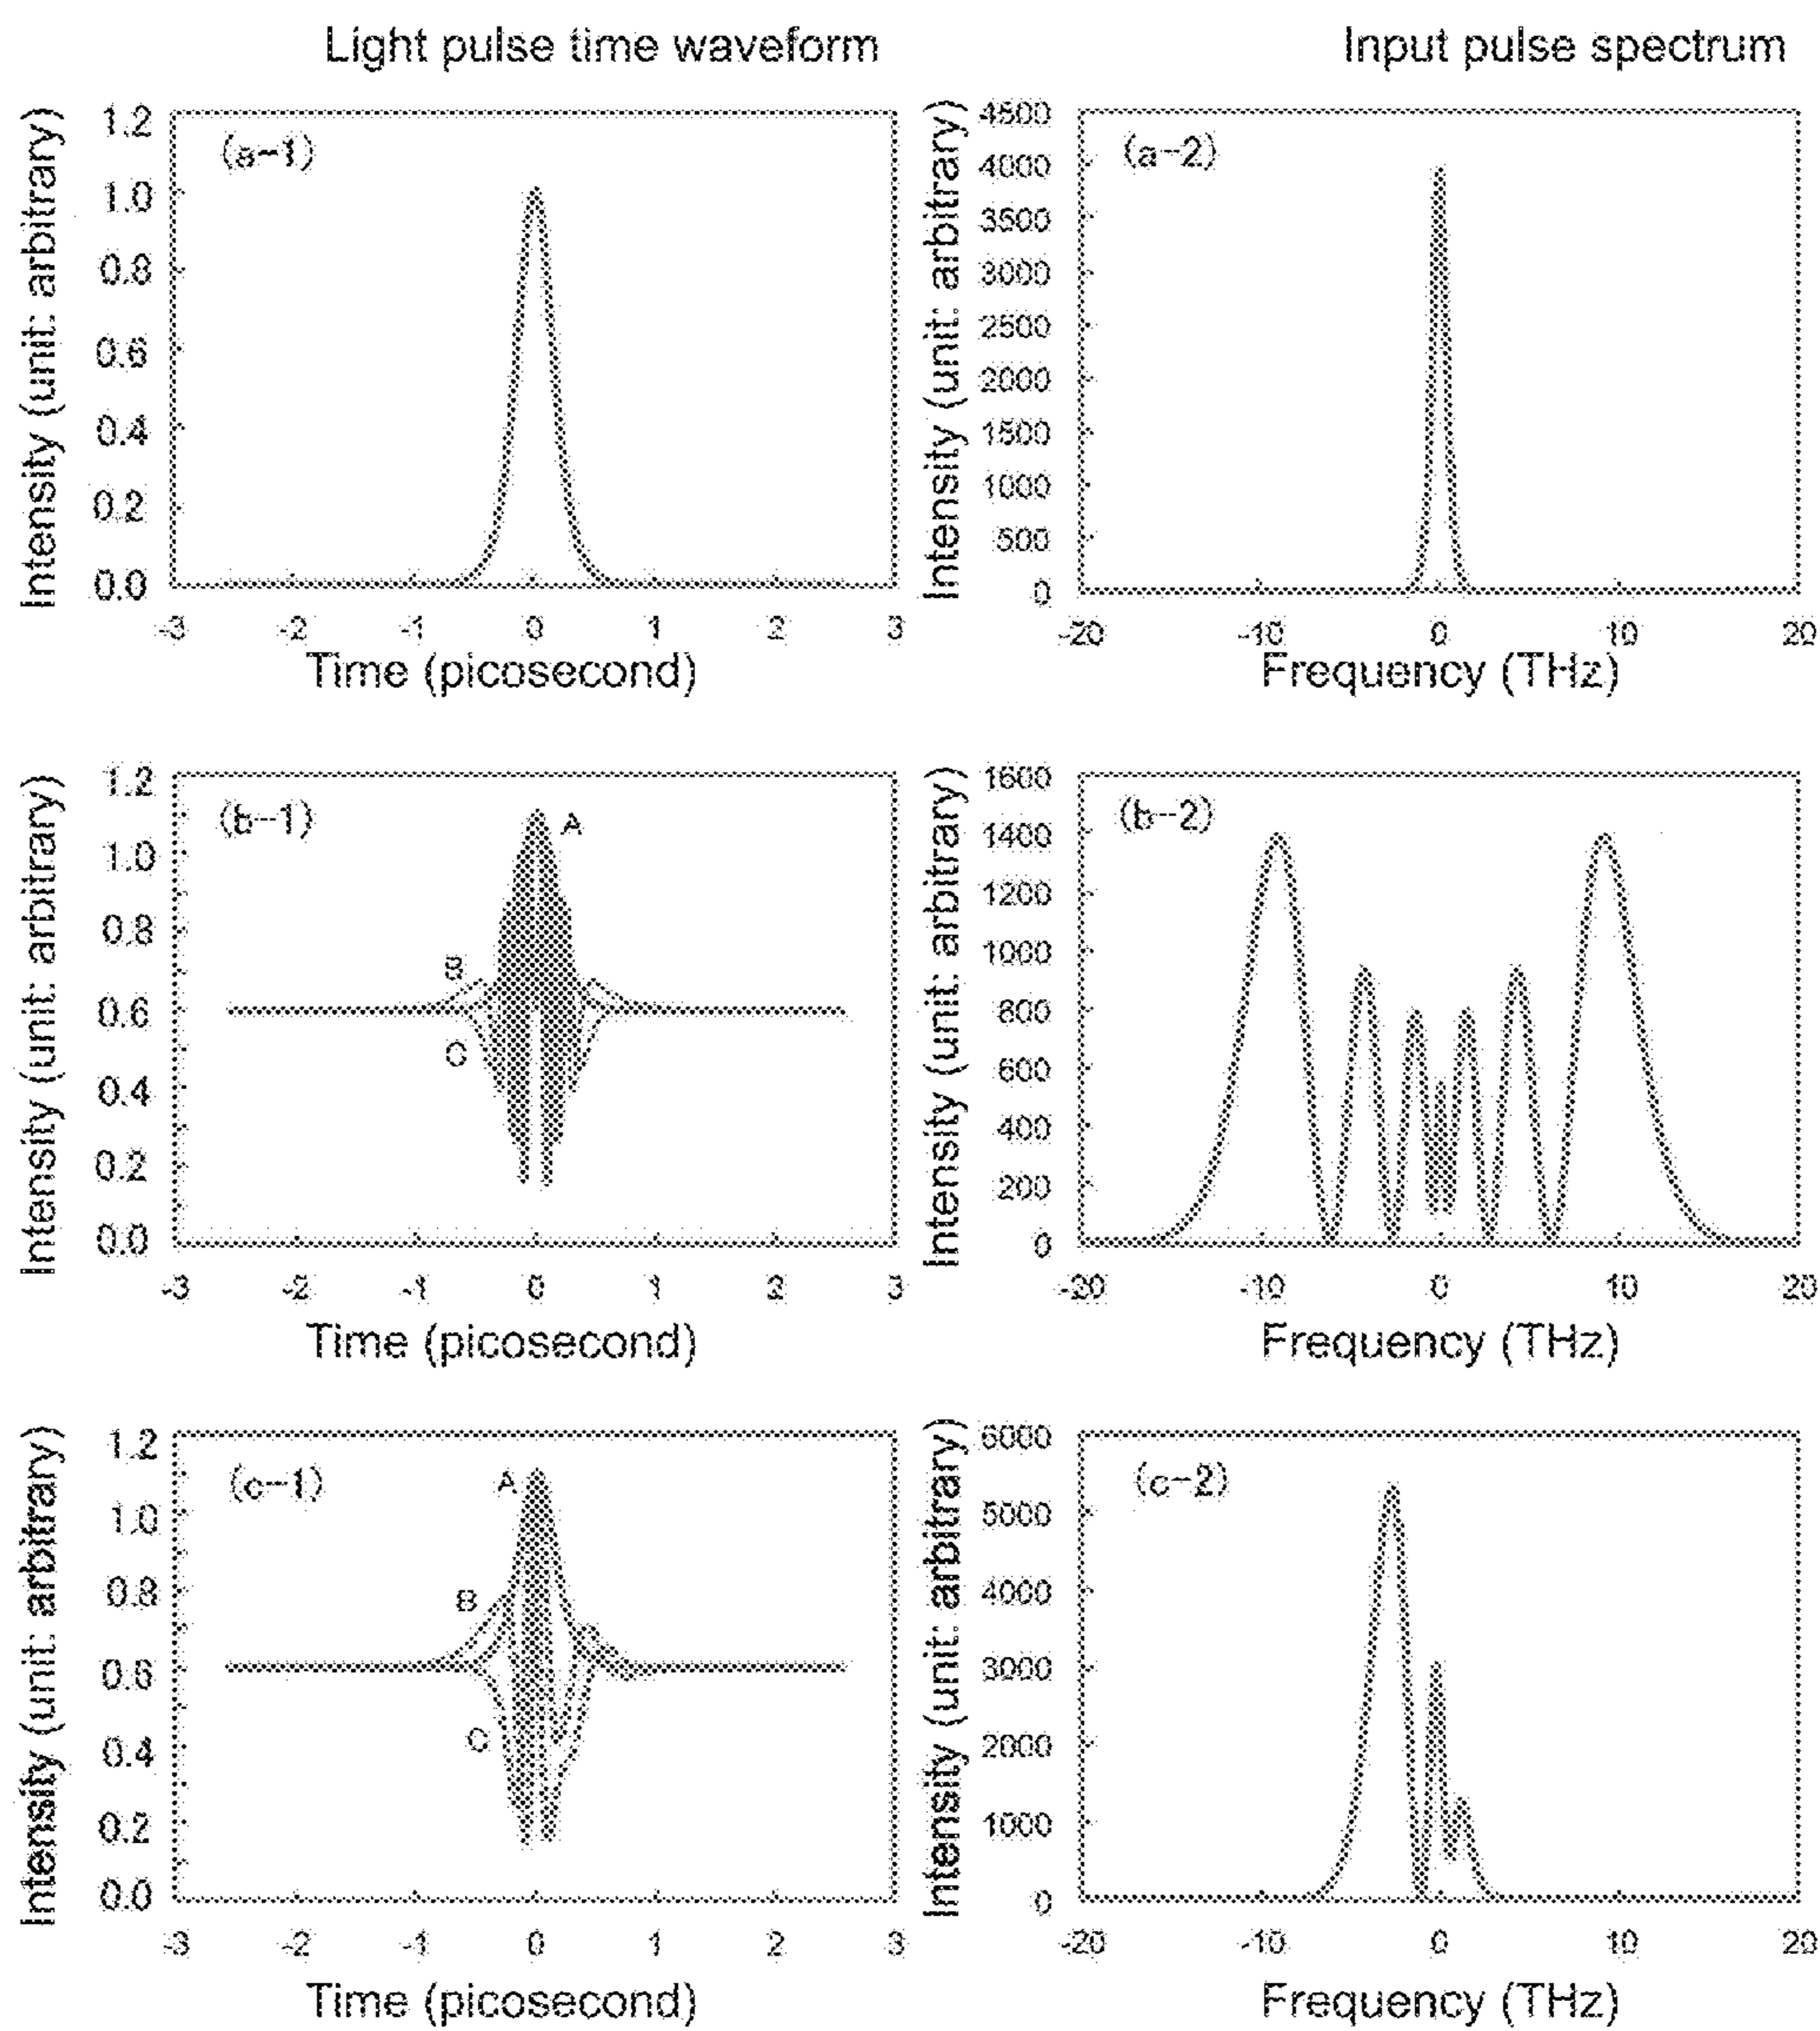 Light pulse time waveform
Input pulse spectrum
Intensity (unit: arbitrary)
1.2
1.0
0.8
0.6
0.4
0.2
0.0
(a-1)
-3 -2 -1 0 1 2 3
Time (picosecond)
Intensity (unit: arbitrary)
4500
4000
3500
3000
2500
2000
1500
1000
500
0
(a-2)
-20 -10 0 10 20
Frequency (THz)
Intensity (unit: arbitrary)
1.2
1.0
0.8
0.6
0.4
0.2
0.0
(b-1)
A
B
C
-3 -2 -1 0 1 2 3
Time (picosecond)
Intensity (unit: arbitrary)
1600
1400
1200
1000
800
600
400
200
0
(b-2)
-20 -10 0 10 20
Frequency (THz)
Intensity (unit: arbitrary)
1.2
1.0
0.8
0.6
0.4
0.2
0.0
(c-1)
A
B
C
-3 -2 -1 0 1 2 3
Time (picosecond)
Intensity (unit: arbitrary)
6000
5000
4000
3000
2000
1000
0
(c-2)
-20 -10 0 10 20
Frequency (THz)